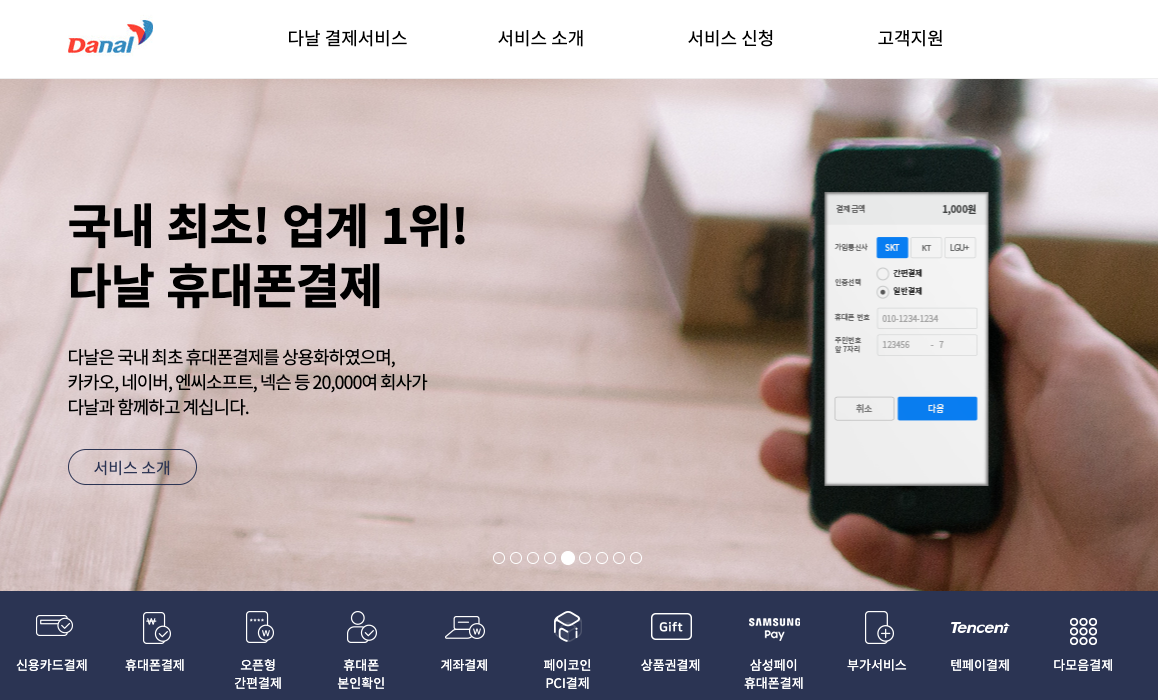 Danal
다날 결제서비스 서비스 소개 서비스 신청 고객지원
국내 최초! 업계 1위!
다날 휴대폰결제
다날은 국내 최초 휴대폰결제를 상용화하였으며,
카카오, 네이버, 엔씨소프트, 넥슨 등 20,000여 회사가
다날과 함께하고 계십니다.
서비스 소개
결제금액 1,000원
가입통신사 SKT KT LGU+
인증선택 간편결제
일반결제
휴대폰 번호 010-1234-1234
주민번호
앞 7자리 123456 - 7
취소 다음
₩
W
W
Pci
Gift
SAMSUNG
Pay
Tencent
신용카드결제
휴대폰결제
오픈형
간편결제
휴대폰
본인확인
계좌결제
페이코인
PCI결제
상품권결제
삼성페이
휴대폰결제
부가서비스
텐페이결제
다모음결제